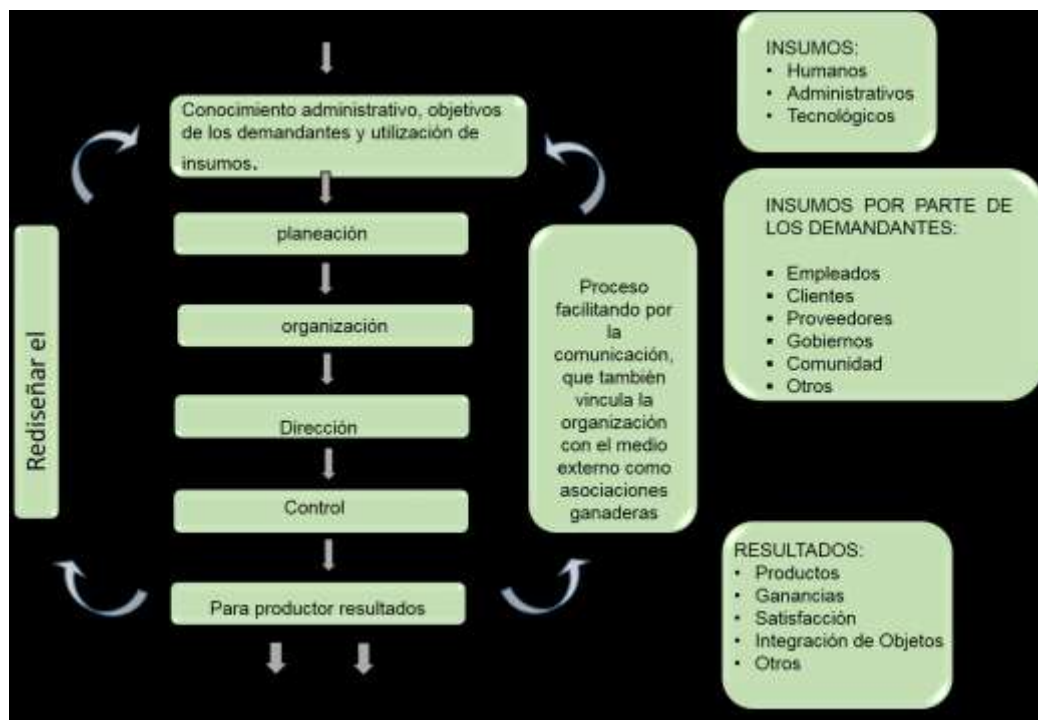 Conocimiento administrativo, objetivos
de los demandantes y utilización de
insumos.
planeación
organización
Dirección
Control
Para productor resultados
Rediseñar el
Proceso
facilitando por
la
comunicación,
que también
vincula la
organización
con el medio
externo como
asociaciones
ganaderas
INSUMOS:
• Humanos
• Administrativos
• Tecnológicos
INSUMOS POR PARTE DE
LOS DEMANDANTES:
▪ Empleados
▪ Clientes
▪ Proveedores
▪ Gobiernos
▪ Comunidad
▪ Otros
RESULTADOS:
• Productos
• Ganancias
• Satisfacción
• Integración de Objetos
• Otros